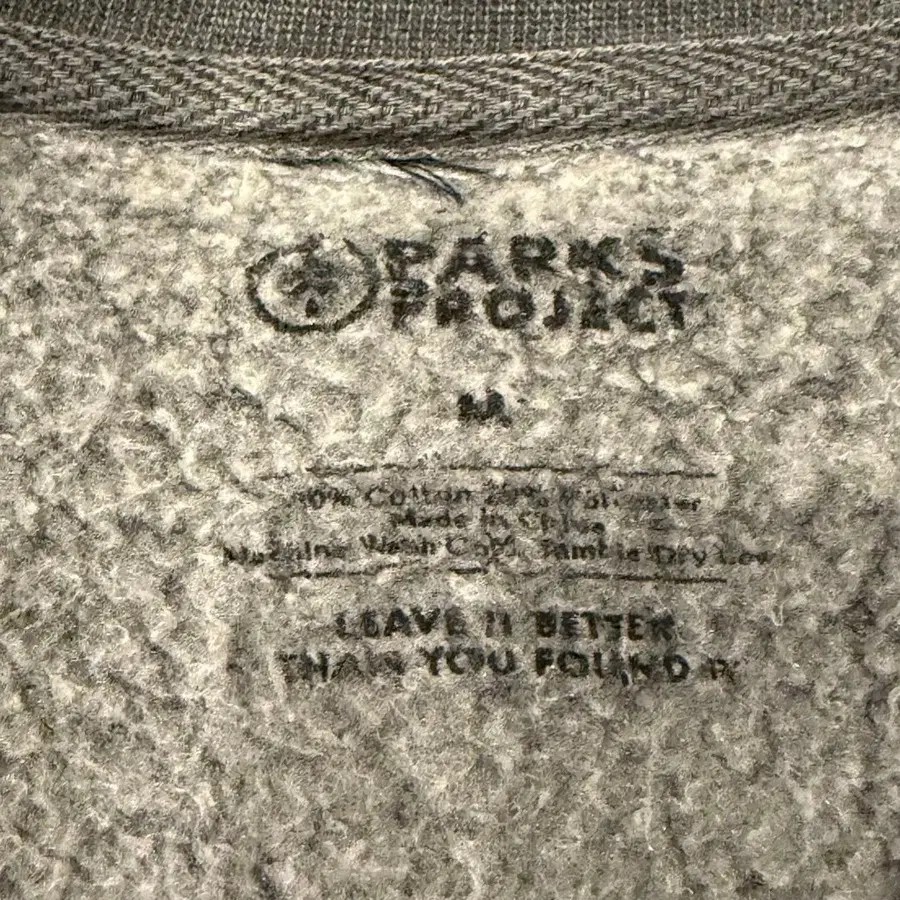 PARKS
PROJECT
M
Cotton Polyester
Made in China
Machine Wash Cold, Tumble Dry Low
LEAVE IT BETTER
THAN YOU FOUND IT